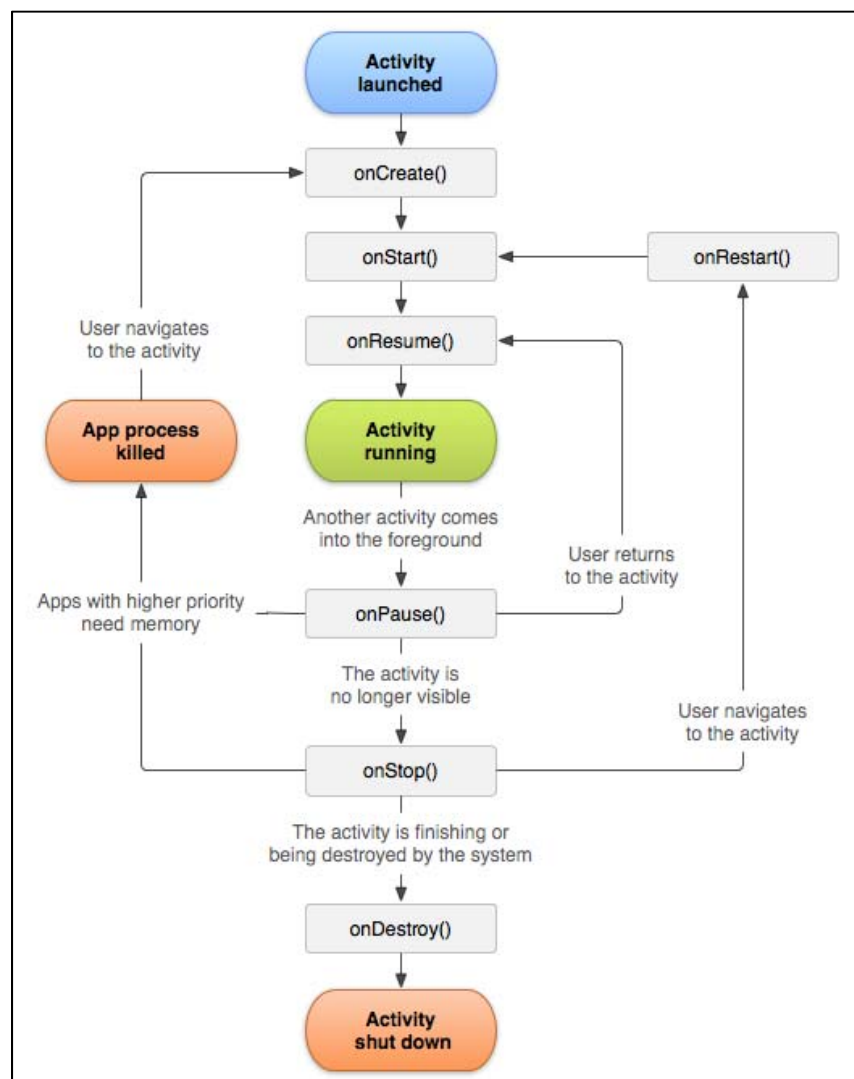 Activity
launched
onCreate()
onStart()
onRestart()
User navigates
to the activity
onResume()
App process
killed
Activity
running
Another activity comes
into the foreground
User returns
to the activity
Apps with higher priority
need memory
onPause()
The activity is
no longer visible
User navigates
to the activity
onStop()
The activity is finishing or
being destroyed by the system
onDestroy()
Activity
shut down